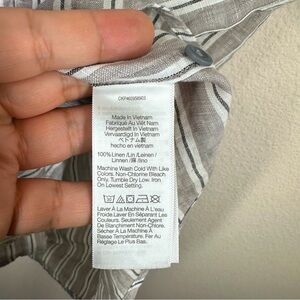 Made In Vietnam
Fabriqué Au Việt Nam
Hergestellt In Vietnam
Vervaardigd In Vietnam
ベトナム製
hecho en vietnam
100% Linen /Lin /Leinen /
Linnen / 麻 /Lino
Machine Wash Cold With Like
Colors. Non-Chlorine Bleach
Only. Tumble Dry Low. Iron
On Lowest Setting.
Laver À La Machine À L'eau
Froide. Laver En Séparant Les
Couleurs. Seulement Agent
De Blanchiment Non Chloré.
Sécher À La Machine À
Basse Température. Fer Au
Réglage Le Plus Bas.